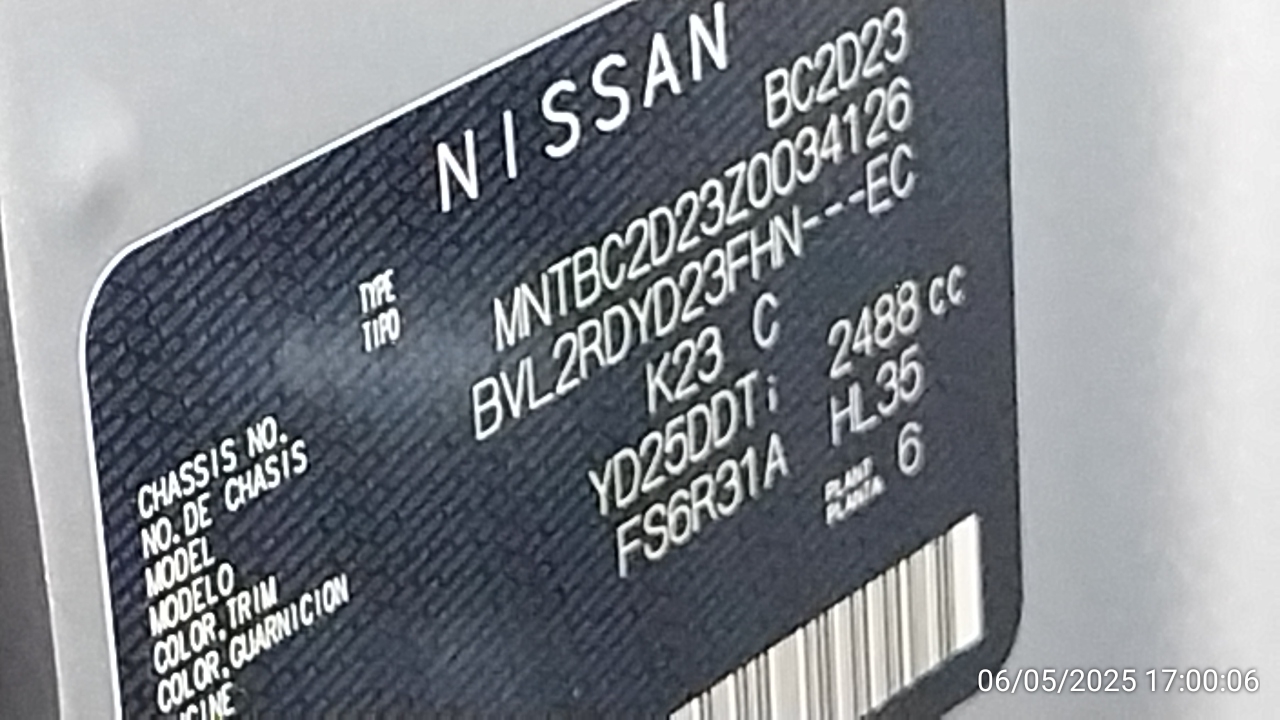 NISSAN
TYPE
TIPO
BC2D23
CHASSIS NO.
NO.DE CHASIS
MNTBC2D23Z0034126
MODEL
MODELO
BVL2RDYD23FHN---EC
COLOR,TRIM
COLOR,GUARNICION
K23 C
YD25DDTi 2488 cc
FS6R31A HL35
PLANT
PLANTA 6
06/05/2025 17:00:06